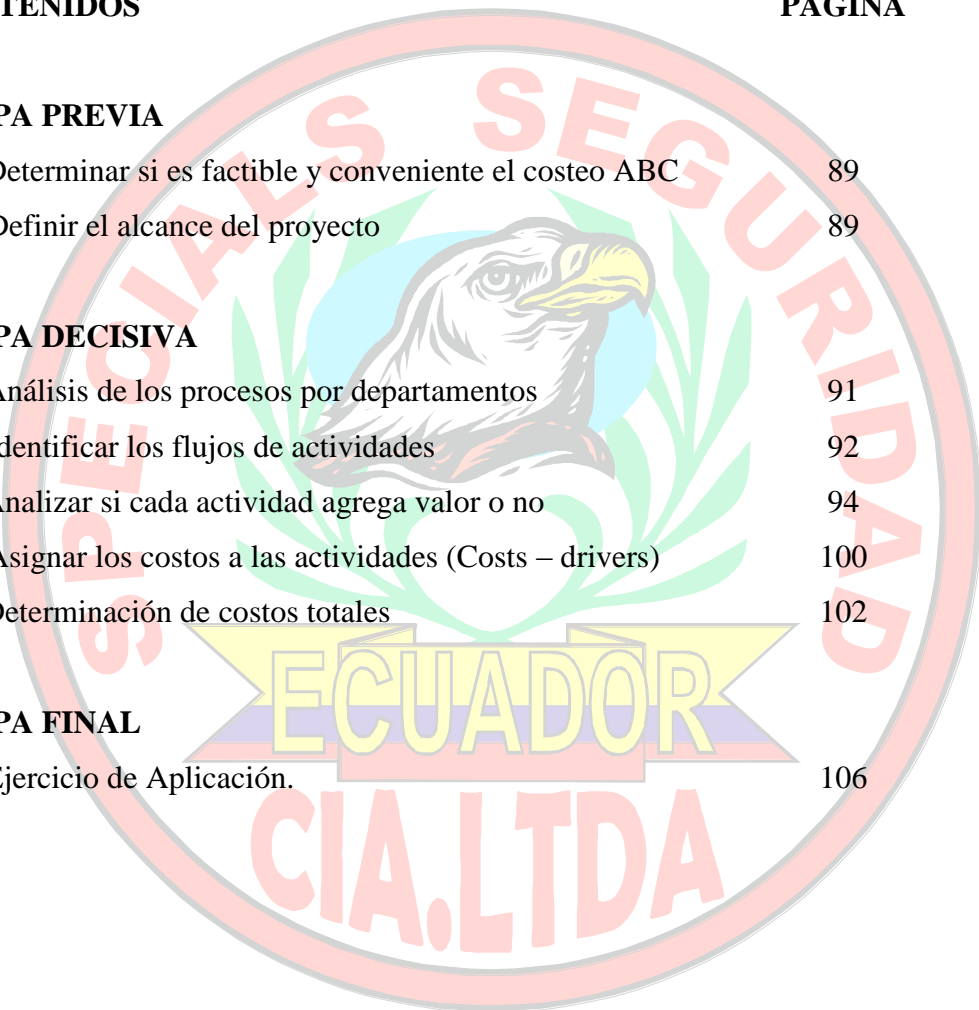 TENIDOS PÁGINA
PA PREVIA
Determinar si es factible y conveniente el costeo ABC 89
Definir el alcance del proyecto 89
PA DECISIVA
Análisis de los procesos por departamentos 91
dentificar los flujos de actividades 92
Analizar si cada actividad agrega valor o no 94
Asignar los costos a las actividades (Costs – drivers) 100
Determinación de costos totales 102
PA FINAL
Ejercicio de Aplicación. 106
SPECIALS SEGURIDAD
ECUADOR
CIA.LTDA